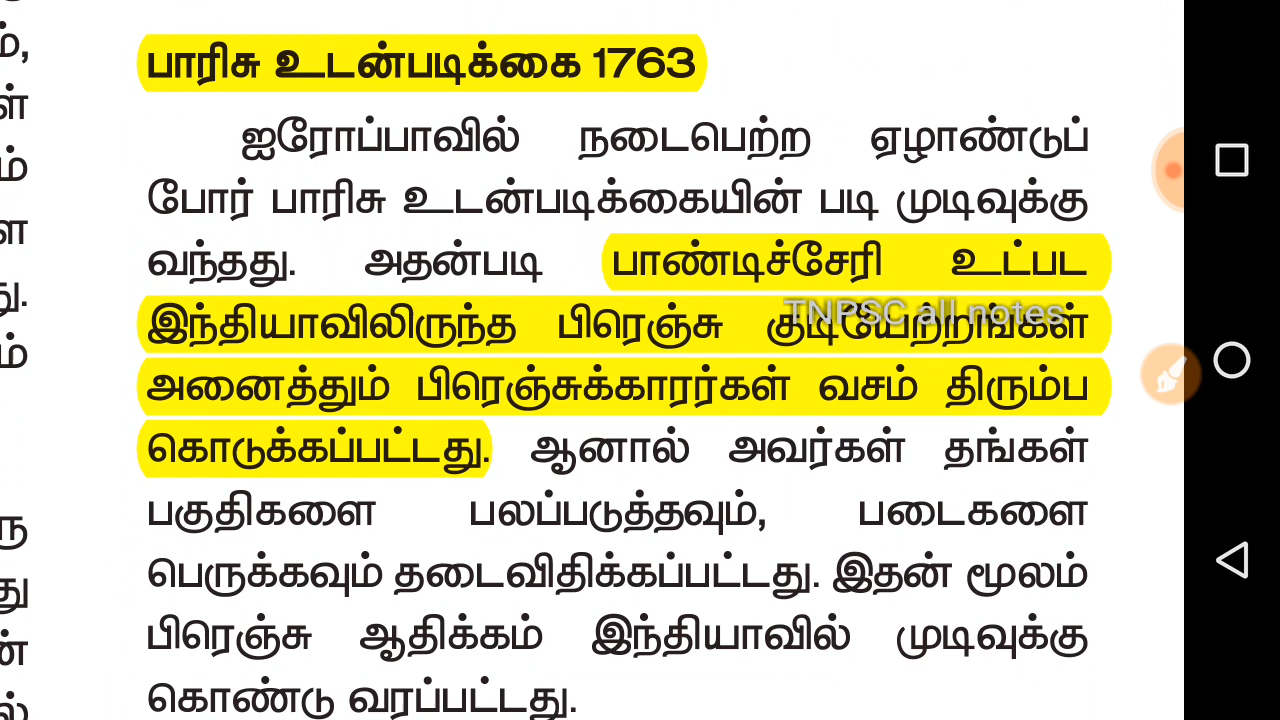 பாரிசு உடன்படிக்கை 1763
ஐரோப்பாவில் நடைபெற்ற ஏழாண்டுப்
போர் பாரிசு உடன்படிக்கையின் படி முடிவுக்கு
வந்தது. அதன்படி பாண்டிச்சேரி உட்பட
இந்தியாவிலிருந்த பிரெஞ்சு குடியேற்றங்கள்
TNPSC all notes
அனைத்தும் பிரெஞ்சுக்காரர்கள் வசம் திரும்ப
கொடுக்கப்பட்டது. ஆனால் அவர்கள் தங்கள்
பகுதிகளை பலப்படுத்தவும், படைகளை
பெருக்கவும் தடைவிதிக்கப்பட்டது. இதன் மூலம்
பிரெஞ்சு ஆதிக்கம் இந்தியாவில் முடிவுக்கு
கொண்டு வரப்பட்டது.